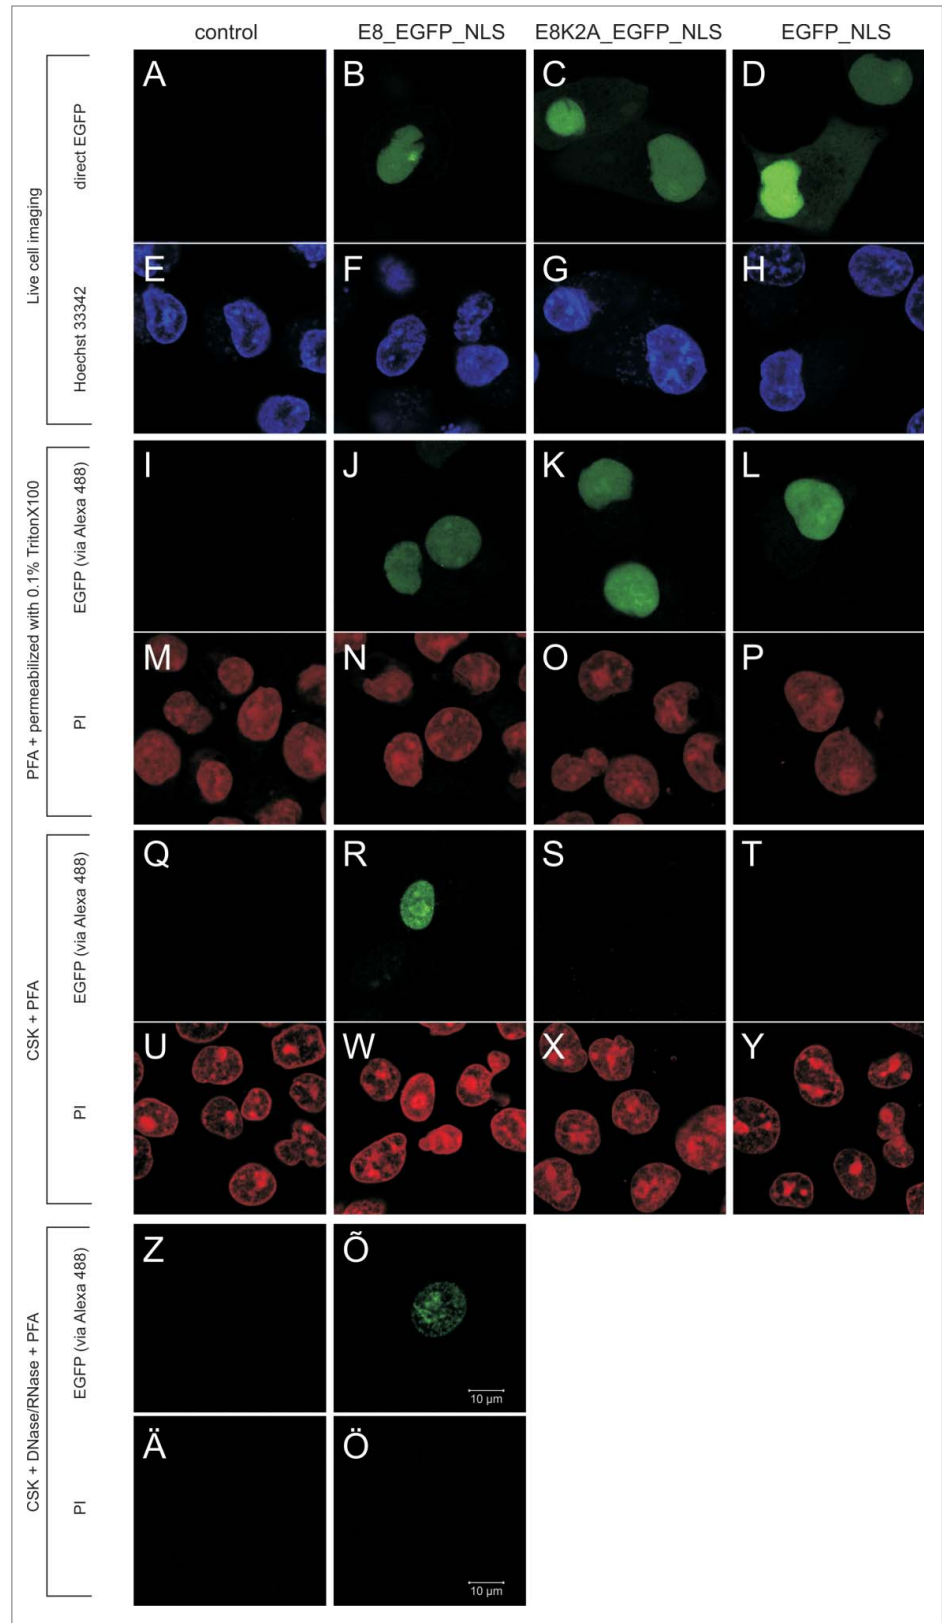 control E8_EGFP_NLS E8K2A_EGFP_NLS EGFP_NLS
Live cell imaging
direct EGFP
A B C D
Hoechst 33342
E F G H
PFA + permeabilized with 0.1% TritonX100
EGFP (via Alexa 488)
I J K L
PI
M N O P
CSK + PFA
EGFP (via Alexa 488)
Q R S T
PI
U W X Y
CSK + DNase/RNase + PFA
EGFP (via Alexa 488)
Z Õ
10 µm
PI
Ä Ö
10 µm